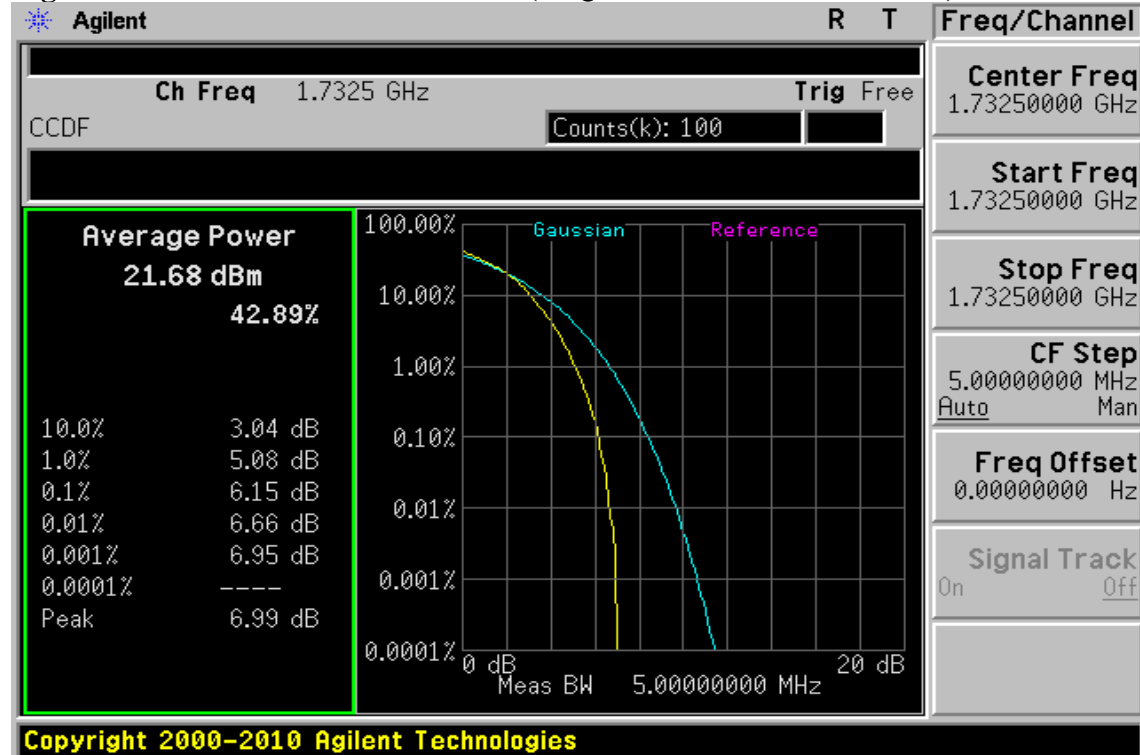 Agilent R T Freq/Channel
Ch Freq 1.7325 GHz Trig Free
CCDF Counts(k): 100
Average Power
21.68 dBm
42.89%
10.0% 3.04 dB
1.0% 5.08 dB
0.1% 6.15 dB
0.01% 6.66 dB
0.001% 6.95 dB
0.0001% ----
Peak 6.99 dB
100.00% Gaussian Reference
10.00%
1.00%
0.10%
0.01%
0.001%
0.0001%
0 dB 20 dB
Meas BW 5.00000000 MHz
Center Freq
1.73250000 GHz
Start Freq
1.73250000 GHz
Stop Freq
1.73250000 GHz
CF Step
5.00000000 MHz
Auto Man
Freq Offset
0.00000000 Hz
Signal Track
On Off
Copyright 2000-2010 Agilent Technologies